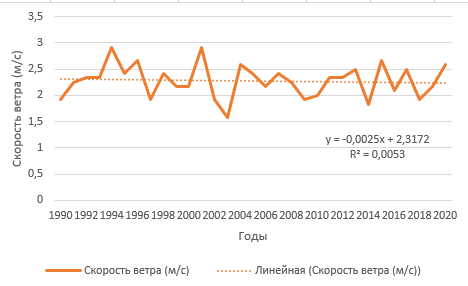 3,5
3
2,5
2
1,5
1
0,5
0
Скорость ветра (м/с)
y = -0,0025x + 2,3172
R² = 0,0053
1990 1992 1994 1996 1998 2000 2002 2004 2006 2008 2010 2012 2014 2016 2018 2020
Годы
Скорость ветра (м/с) Линейная (Скорость ветра (м/с))